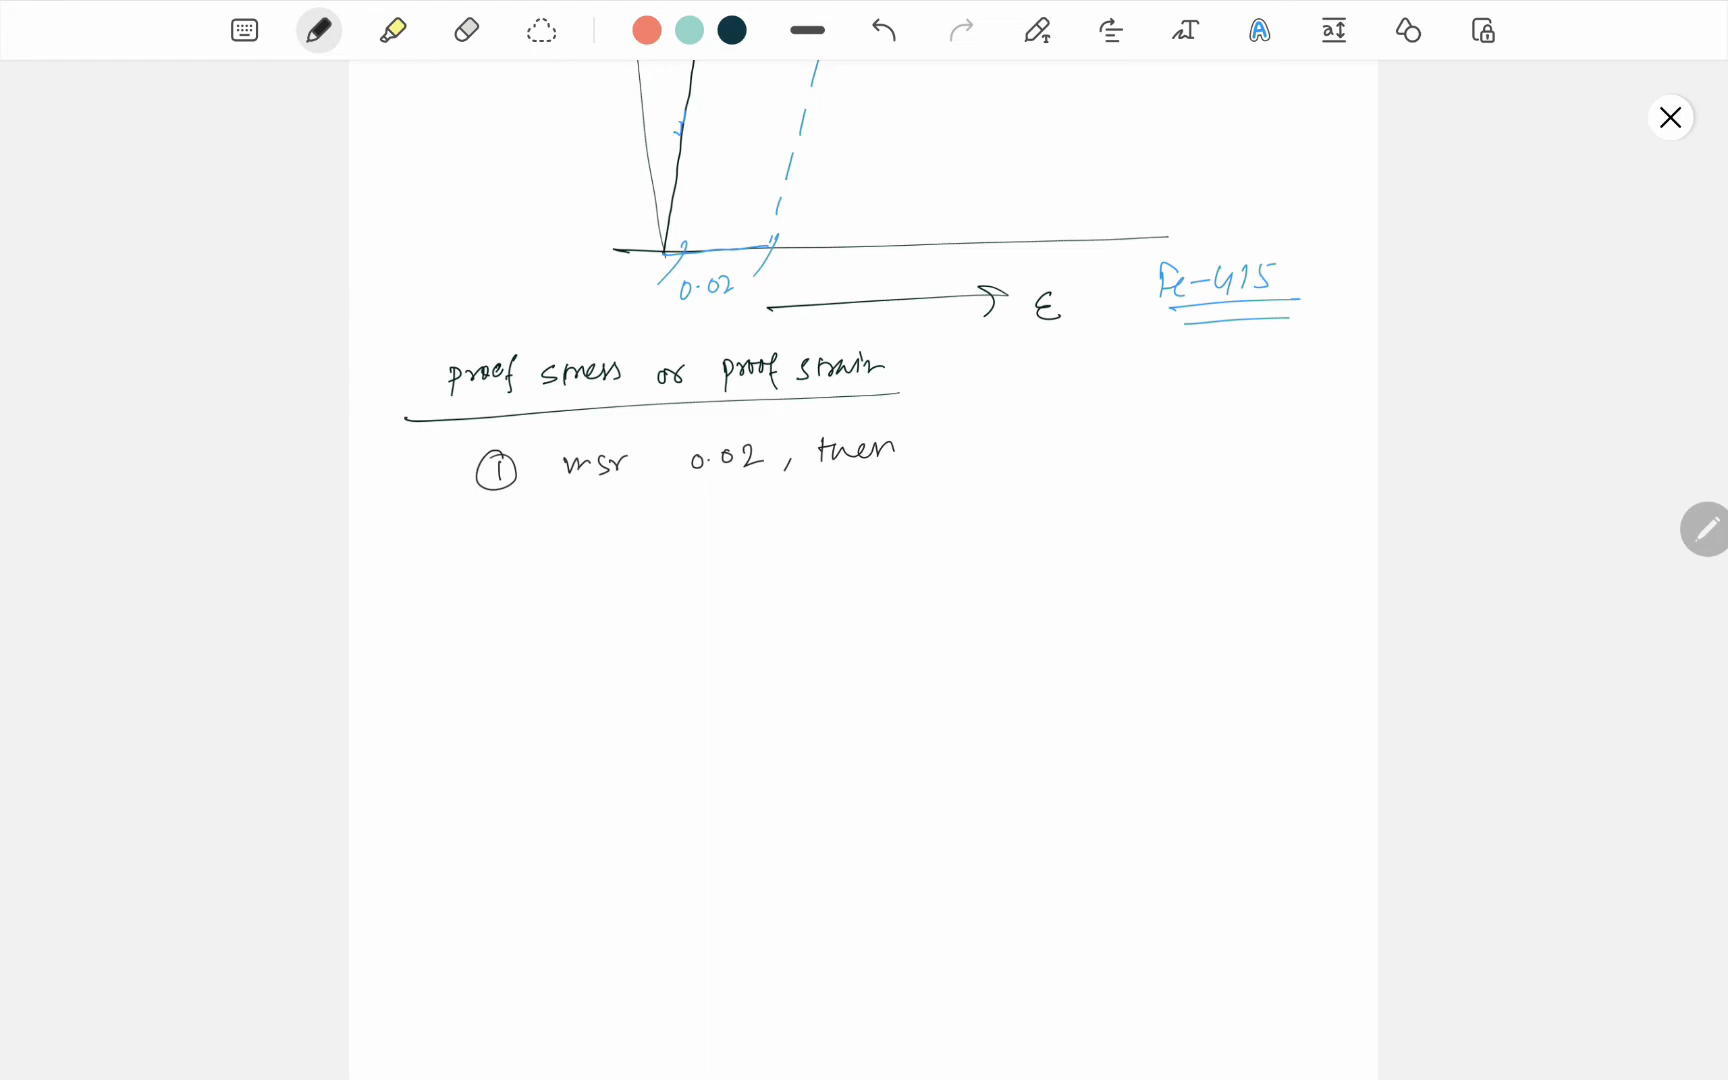 0.02
Fe-415
ε
proof stress or proof strain
① msr 0.02, then